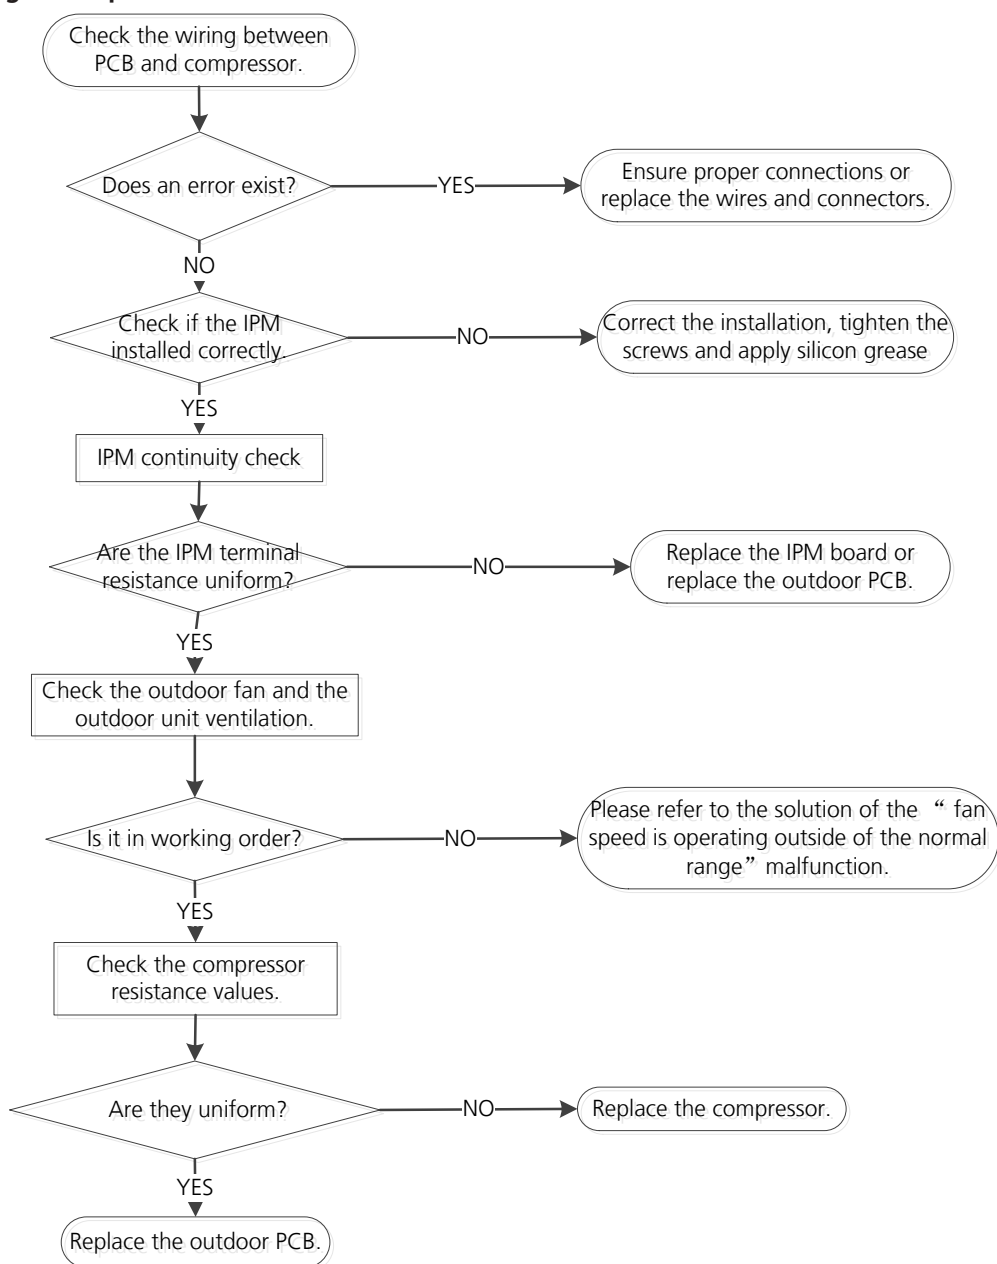 Check the wiring between
PCB and compressor.
Does an error exist?
YES
Ensure proper connections or
replace the wires and connectors.
NO
Check if the IPM
installed correctly.
NO
Correct the installation, tighten the
screws and apply silicon grease
YES
IPM continuity check
Are the IPM terminal
resistance uniform?
NO
Replace the IPM board or
replace the outdoor PCB.
YES
Check the outdoor fan and the
outdoor unit ventilation.
Is it in working order?
NO
Please refer to the solution of the “ fan
speed is operating outside of the normal
range” malfunction.
YES
Check the compressor
resistance values.
Are they uniform?
NO
Replace the compressor.
YES
Replace the outdoor PCB.